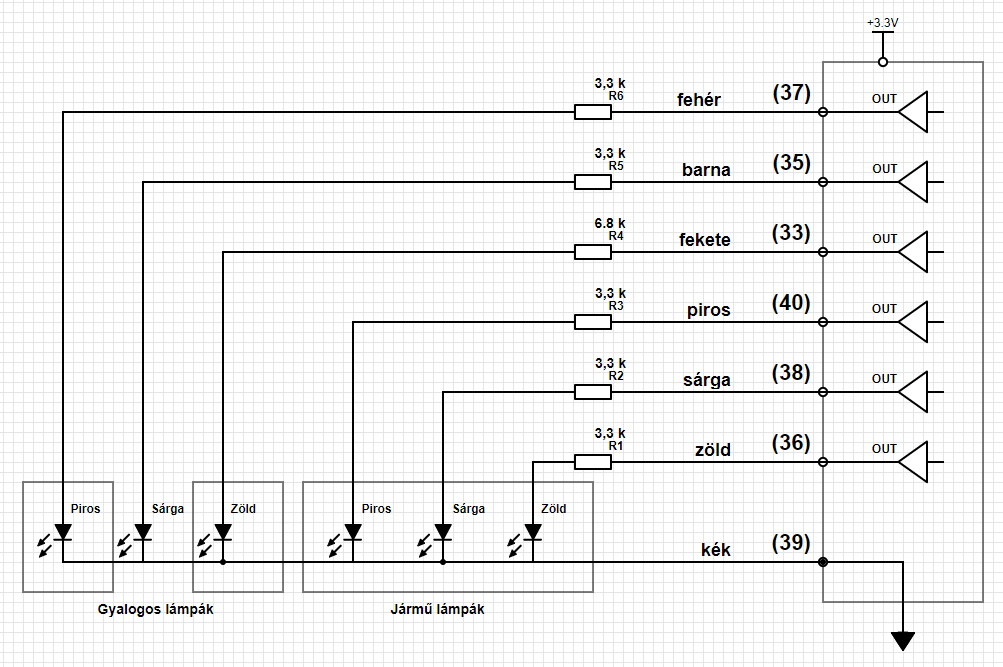 +3.3V
3,3 k
R6
fehér
(37)
OUT
3,3 k
R5
barna
(35)
OUT
6.8 k
R4
fekete
(33)
OUT
3,3 k
R3
piros
(40)
OUT
3,3 k
R2
sárga
(38)
OUT
3,3 k
R1
zöld
(36)
OUT
Piros
Sárga
Zöld
Piros
Sárga
Zöld
kék
(39)
Gyalogos lámpák
Jármű lámpák